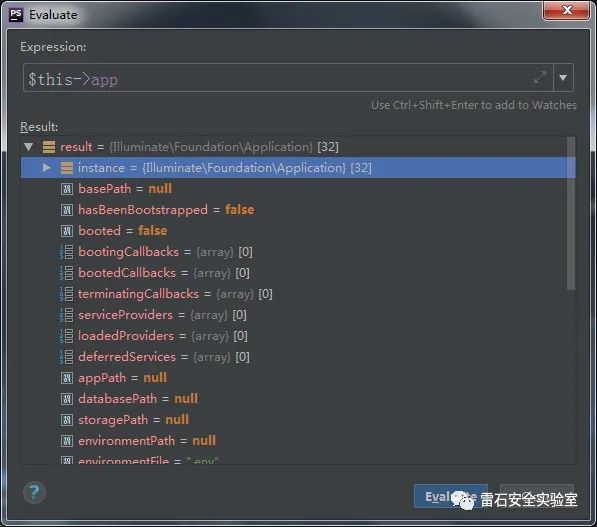 PS Evaluate
Expression:
$this->app
Use Ctrl+Shift+Enter to add to Watches
Result:
result = {Illuminate\Foundation\Application} [32]
instance = {Illuminate\Foundation\Application} [32]
basePath = null
hasBeenBootstrapped = false
booted = false
bootingCallbacks = {array} [0]
bootedCallbacks = {array} [0]
terminatingCallbacks = {array} [0]
serviceProviders = {array} [0]
loadedProviders = {array} [0]
deferredServices = {array} [0]
appPath = null
databasePath = null
storagePath = null
environmentPath = null
environmentFile = ".env"
? Evaluate 雷石安全实验室